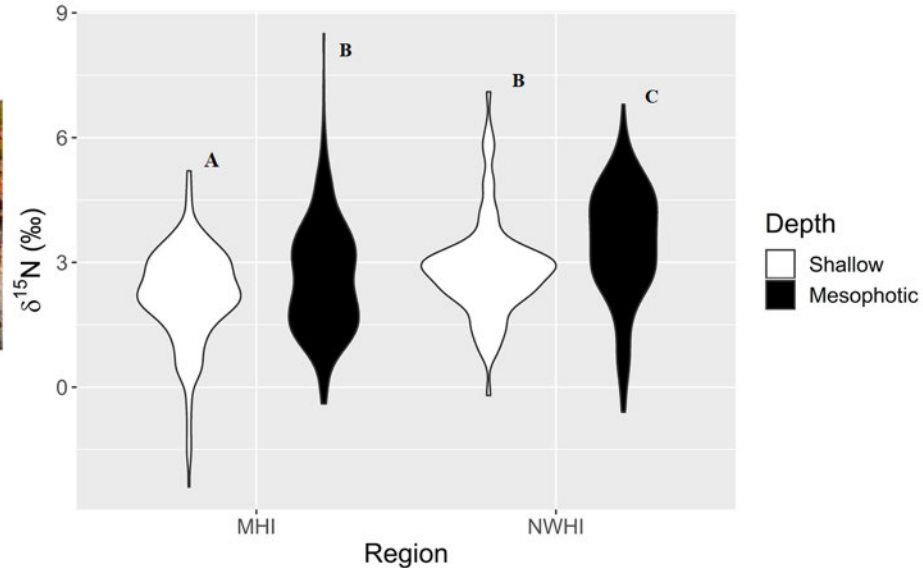 9
6
3
0
δ15N (‰)
A
B
B
C
MHI
NWHI
Region
Depth
Shallow
Mesophotic